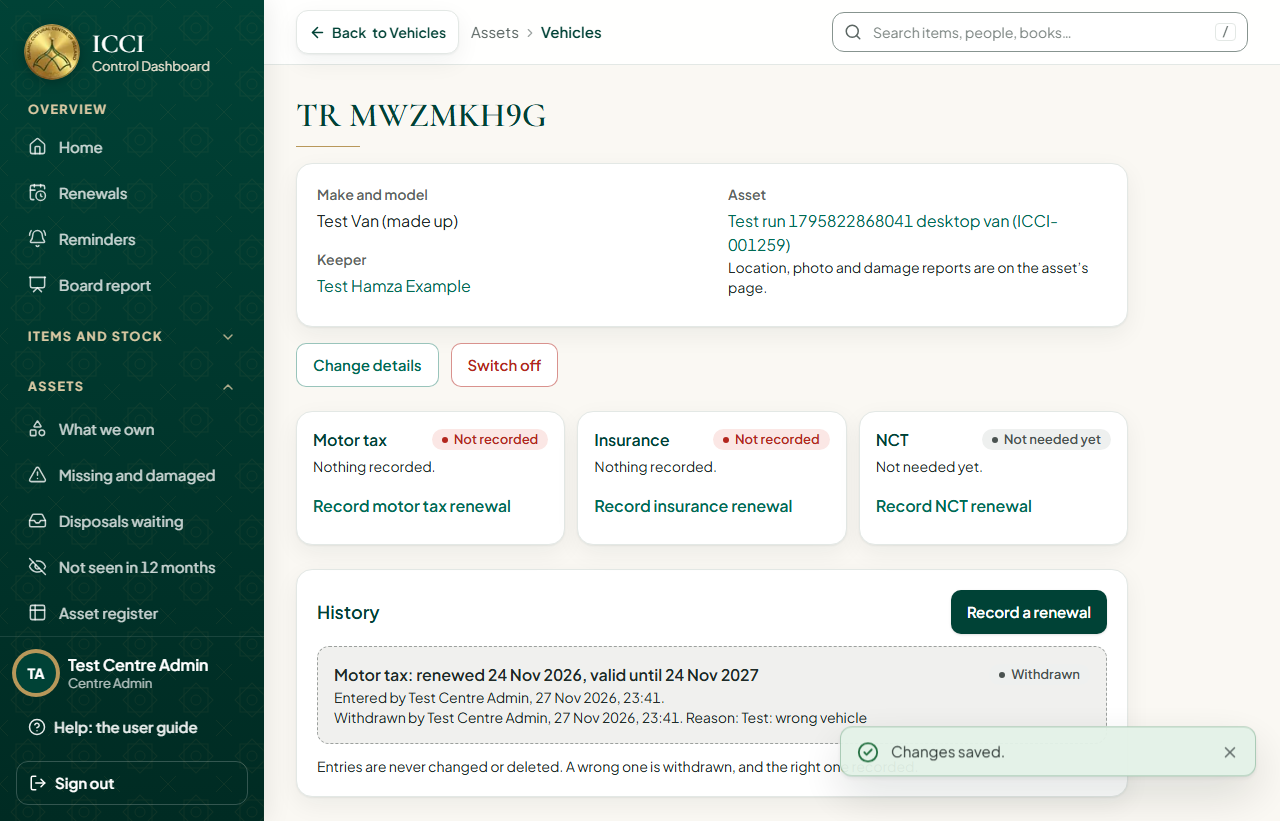 ICCI
Control Dashboard
OVERVIEW
Home
Renewals
Reminders
Board report
ITEMS AND STOCK
ASSETS
What we own
Missing and damaged
Disposals waiting
Not seen in 12 months
Asset register
TA
Test Centre Admin
Centre Admin
Help: the user guide
Sign out
Back to Vehicles
Assets > Vehicles
Search items, people, books…
/
TR MWZMKH9G
Make and model
Test Van (made up)
Keeper
Test Hamza Example
Asset
Test run 1795822868041 desktop van (ICCI-
001259)
Location, photo and damage reports are on the asset’s
page.
Change details
Switch off
Motor tax
Not recorded
Nothing recorded.
Record motor tax renewal
Insurance
Not recorded
Nothing recorded.
Record insurance renewal
NCT
Not needed yet
Not needed yet.
Record NCT renewal
History
Record a renewal
Motor tax: renewed 24 Nov 2026, valid until 24 Nov 2027
Withdrawn
Entered by Test Centre Admin, 27 Nov 2026, 23:41.
Withdrawn by Test Centre Admin, 27 Nov 2026, 23:41. Reason: Test: wrong vehicle
Entries are never changed or deleted. A wrong one is withdrawn, and the right one recorded.
Changes saved.